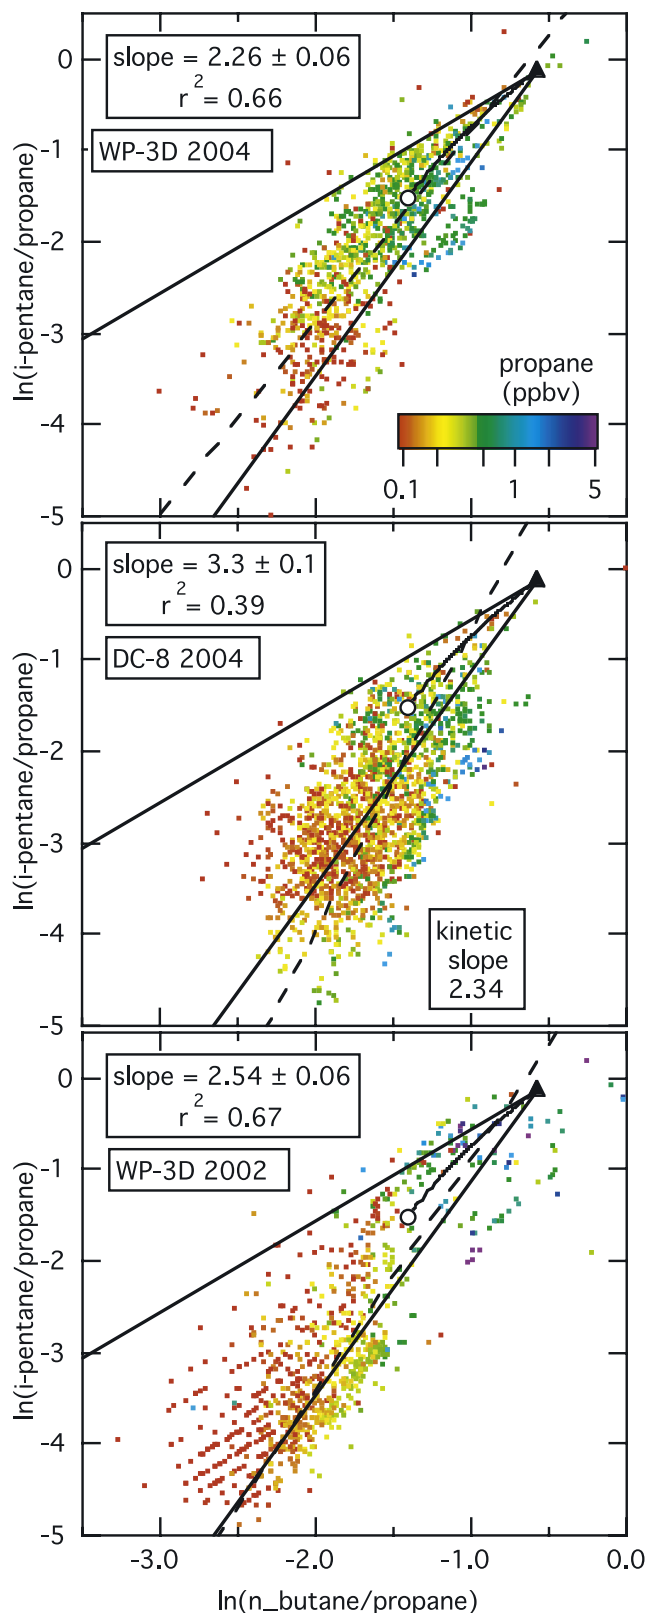 slope = 2.26 ± 0.06
r² = 0.66
WP-3D 2004
0
-1
-2
-3
-4
-5
ln(i-pentane/propane)
propane
(ppbv)
0.1
1
5
slope = 3.3 ± 0.1
r² = 0.39
DC-8 2004
0
-1
-2
-3
-4
-5
ln(i-pentane/propane)
kinetic
slope
2.34
slope = 2.54 ± 0.06
r² = 0.67
WP-3D 2002
0
-1
-2
-3
-4
-5
ln(i-pentane/propane)
-3.0
-2.0
-1.0
0.0
ln(n_butane/propane)